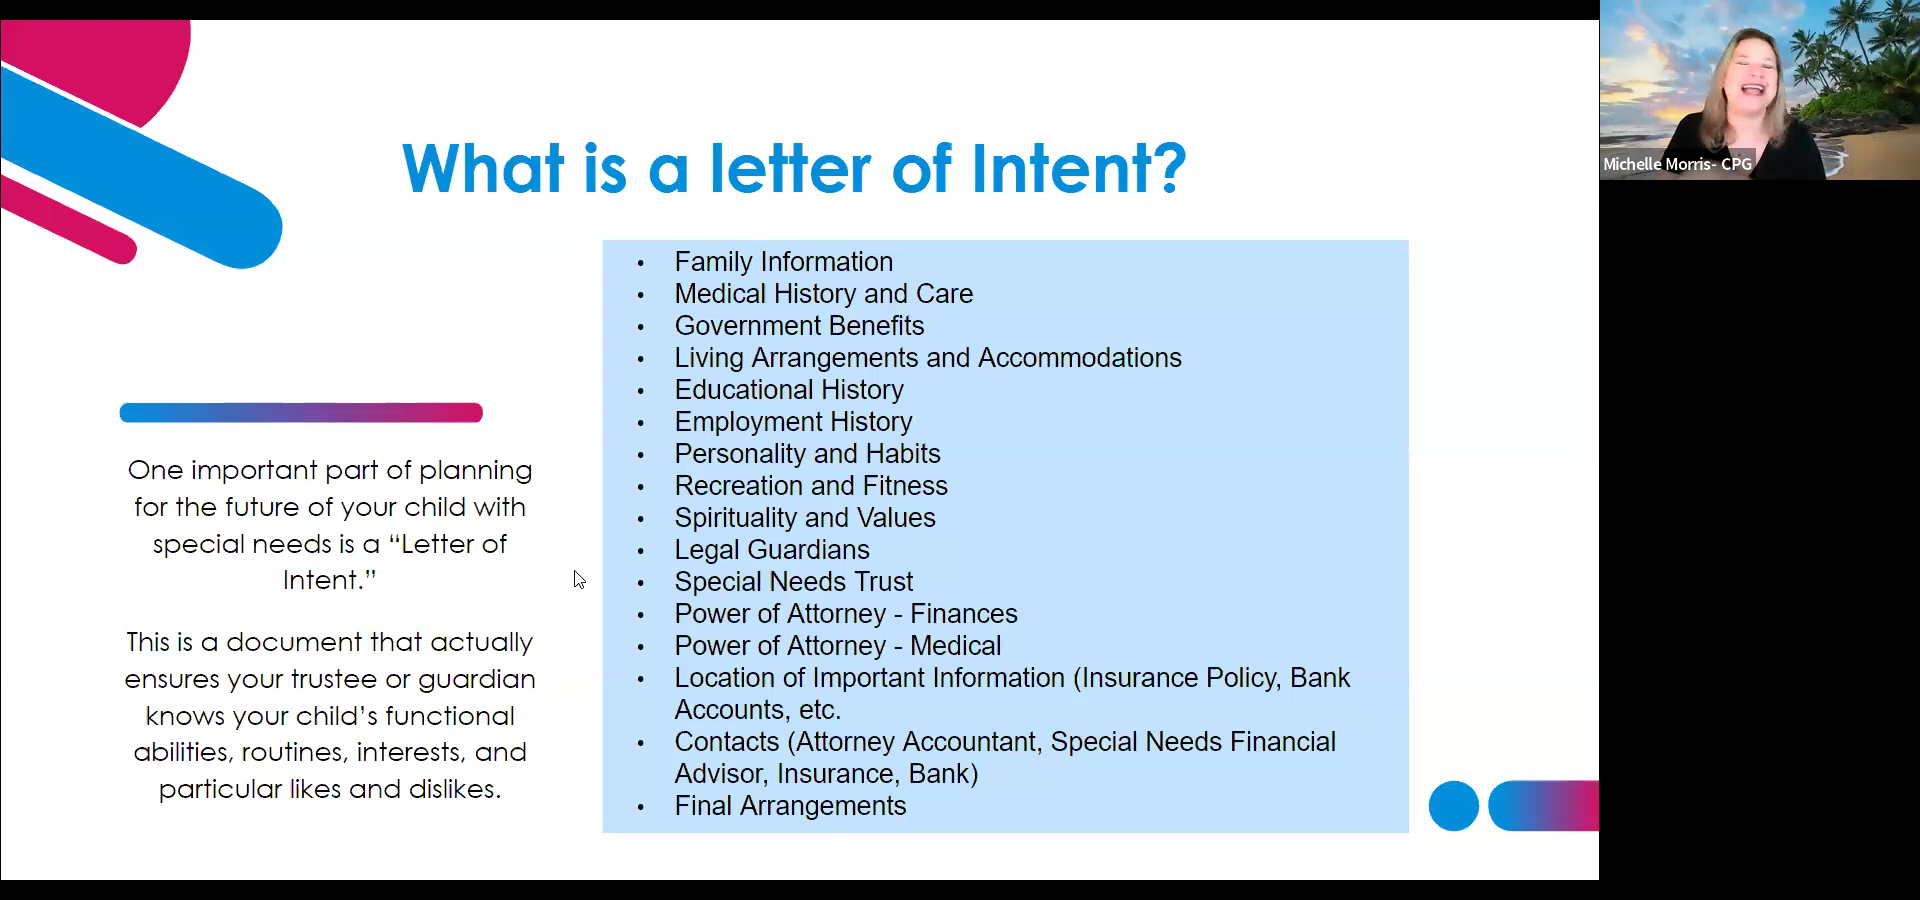 What is a letter of Intent?
One important part of planning
for the future of your child with
special needs is a “Letter of
Intent.”
This is a document that actually
ensures your trustee or guardian
knows your child’s functional
abilities, routines, interests, and
particular likes and dislikes.
• Family Information
• Medical History and Care
• Government Benefits
• Living Arrangements and Accommodations
• Educational History
• Employment History
• Personality and Habits
• Recreation and Fitness
• Spirituality and Values
• Legal Guardians
• Special Needs Trust
• Power of Attorney - Finances
• Power of Attorney - Medical
• Location of Important Information (Insurance Policy, Bank
Accounts, etc.
• Contacts (Attorney Accountant, Special Needs Financial
Advisor, Insurance, Bank)
• Final Arrangements
Michelle Morris- CPG